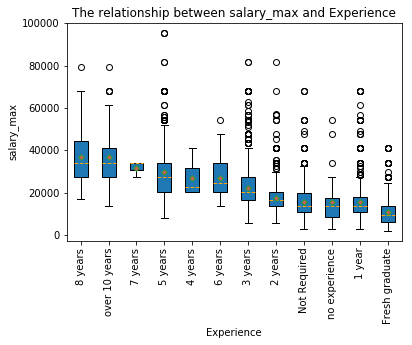 The relationship between salary_max and Experience
100000
80000
60000
40000
20000
0
salary_max
8 years
over 10 years
7 years
5 years
4 years
6 years
3 years
2 years
Not Required
no experience
1 year
Fresh graduate
Experience